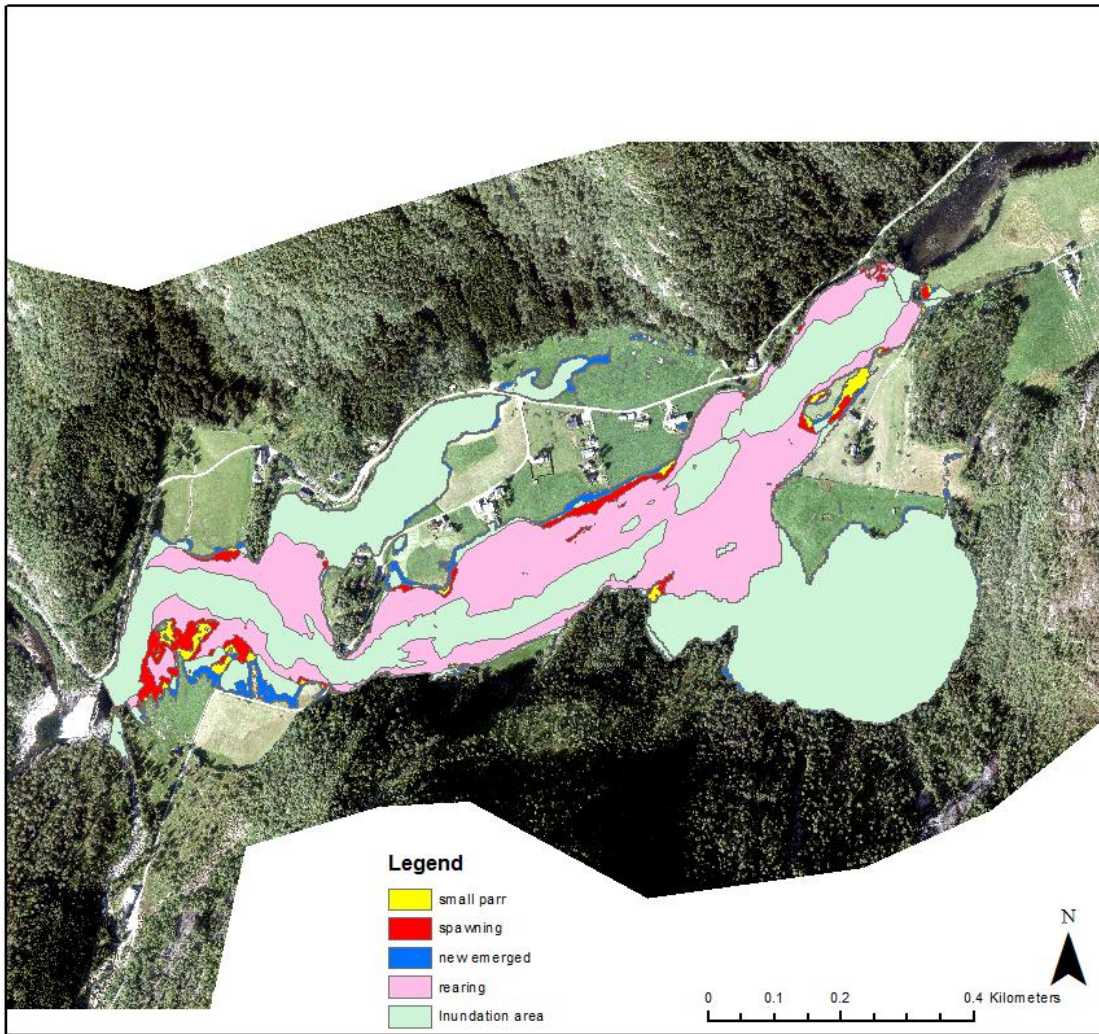 Legend
small parr
spawning
new emerged
rearing
Inundation area
N
0 0.1 0.2 0.4 Kilometers